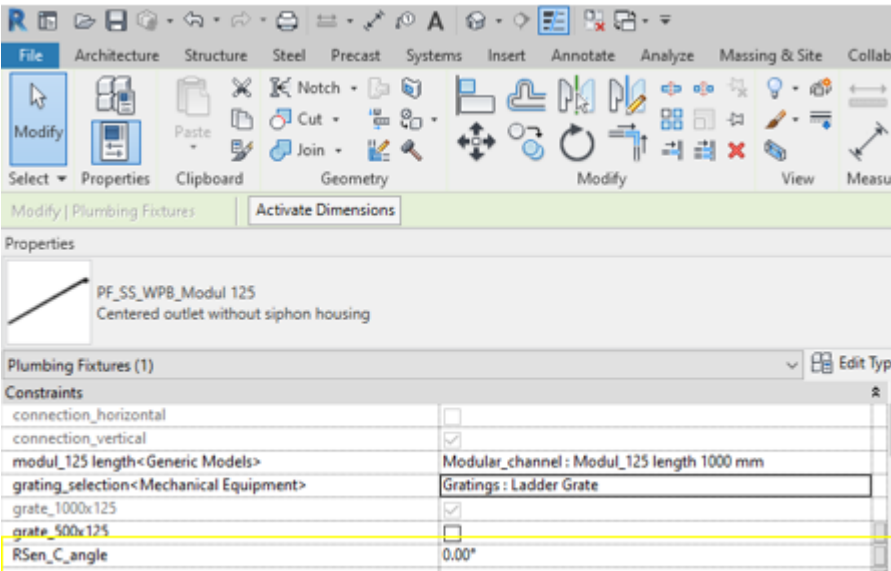 File Architecture Structure Steel Precast Systems Insert Annotate Analyze Massing & Site Collab
Modify
Paste
Notch
Cut
Join
Select Properties Clipboard Geometry Modify View Measu
Modify | Plumbing Fixtures Activate Dimensions
Properties
PF_SS_WPB_Modul 125
Centered outlet without siphon housing
Plumbing Fixtures (1) Edit Typ
Constraints
connection_horizontal
connection_vertical
modul_125 length<Generic Models> Modular_channel : Modul_125 length 1000 mm
grating_selection<Mechanical Equipment> Gratings : Ladder Grate
grate_1000x125
grate_500x125
RSen_C_angle 0.00°